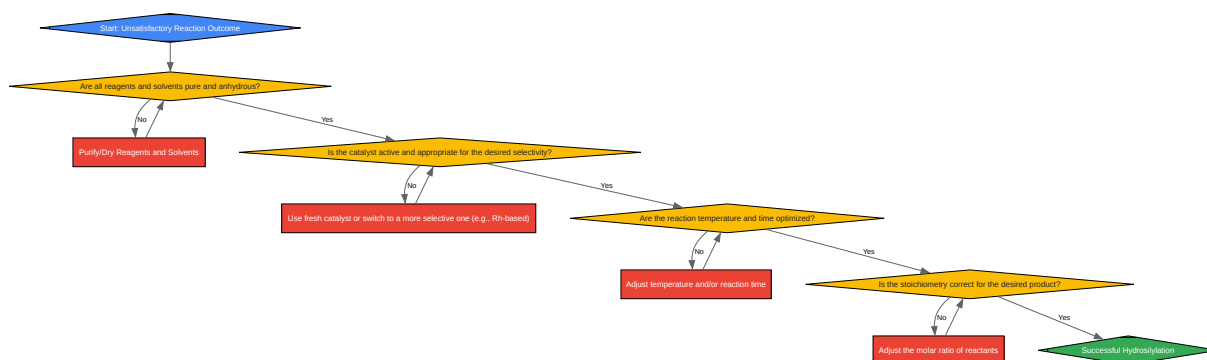 Start: Unsatisfactory Reaction Outcome
Are all reagents and solvents pure and anhydrous?
No
Yes
Purify/Dry Reagents and Solvents
Is the catalyst active and appropriate for the desired selectivity?
No
Yes
Use fresh catalyst or switch to a more selective one (e.g., Rh-based)
Are the reaction temperature and time optimized?
No
Yes
Adjust temperature and/or reaction time
Is the stoichiometry correct for the desired product?
No
Yes
Adjust the molar ratio of reactants
Successful Hydrosilylation